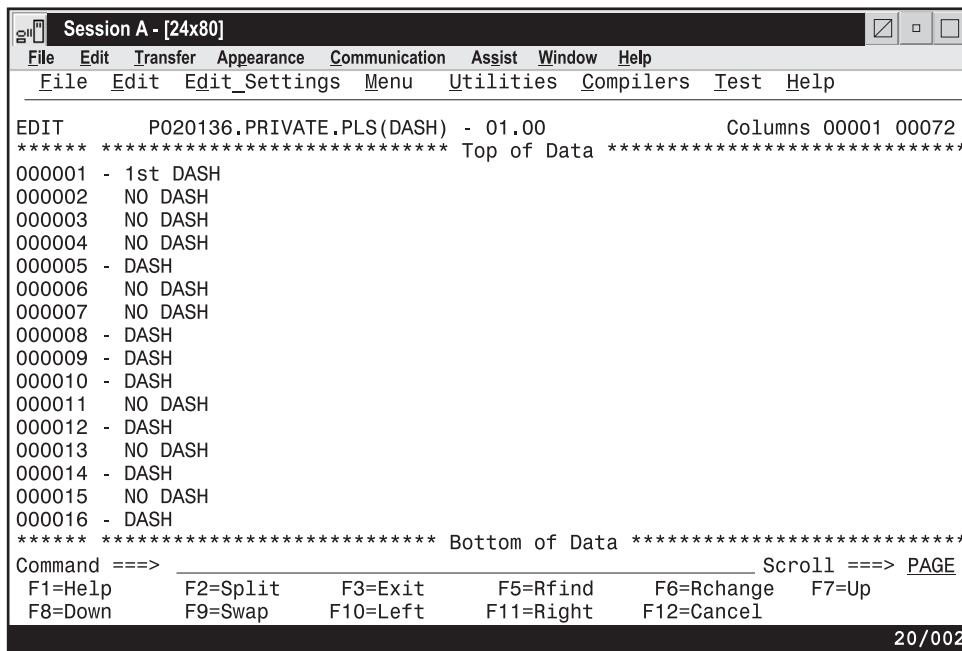 Session A - [24x80]
File Edit Transfer Appearance Communication Assist Window Help
File Edit Edit_Settings Menu Utilities Compilers Test Help
EDIT P020136.PRIVATE.PLS(DASH) - 01.00 Columns 00001 00072
****** ***************************** Top of Data ******************************
000001 - 1st DASH
000002 NO DASH
000003 NO DASH
000004 NO DASH
000005 - DASH
000006 NO DASH
000007 NO DASH
000008 - DASH
000009 - DASH
000010 - DASH
000011 NO DASH
000012 - DASH
000013 NO DASH
000014 - DASH
000015 NO DASH
000016 - DASH
****** **************************** Bottom of Data ****************************
Command ===> Scroll ===> PAGE
F1=Help F2=Split F3=Exit F5=Rfind F6=Rchange F7=Up
F8=Down F9=Swap F10=Left F11=Right F12=Cancel
20/002